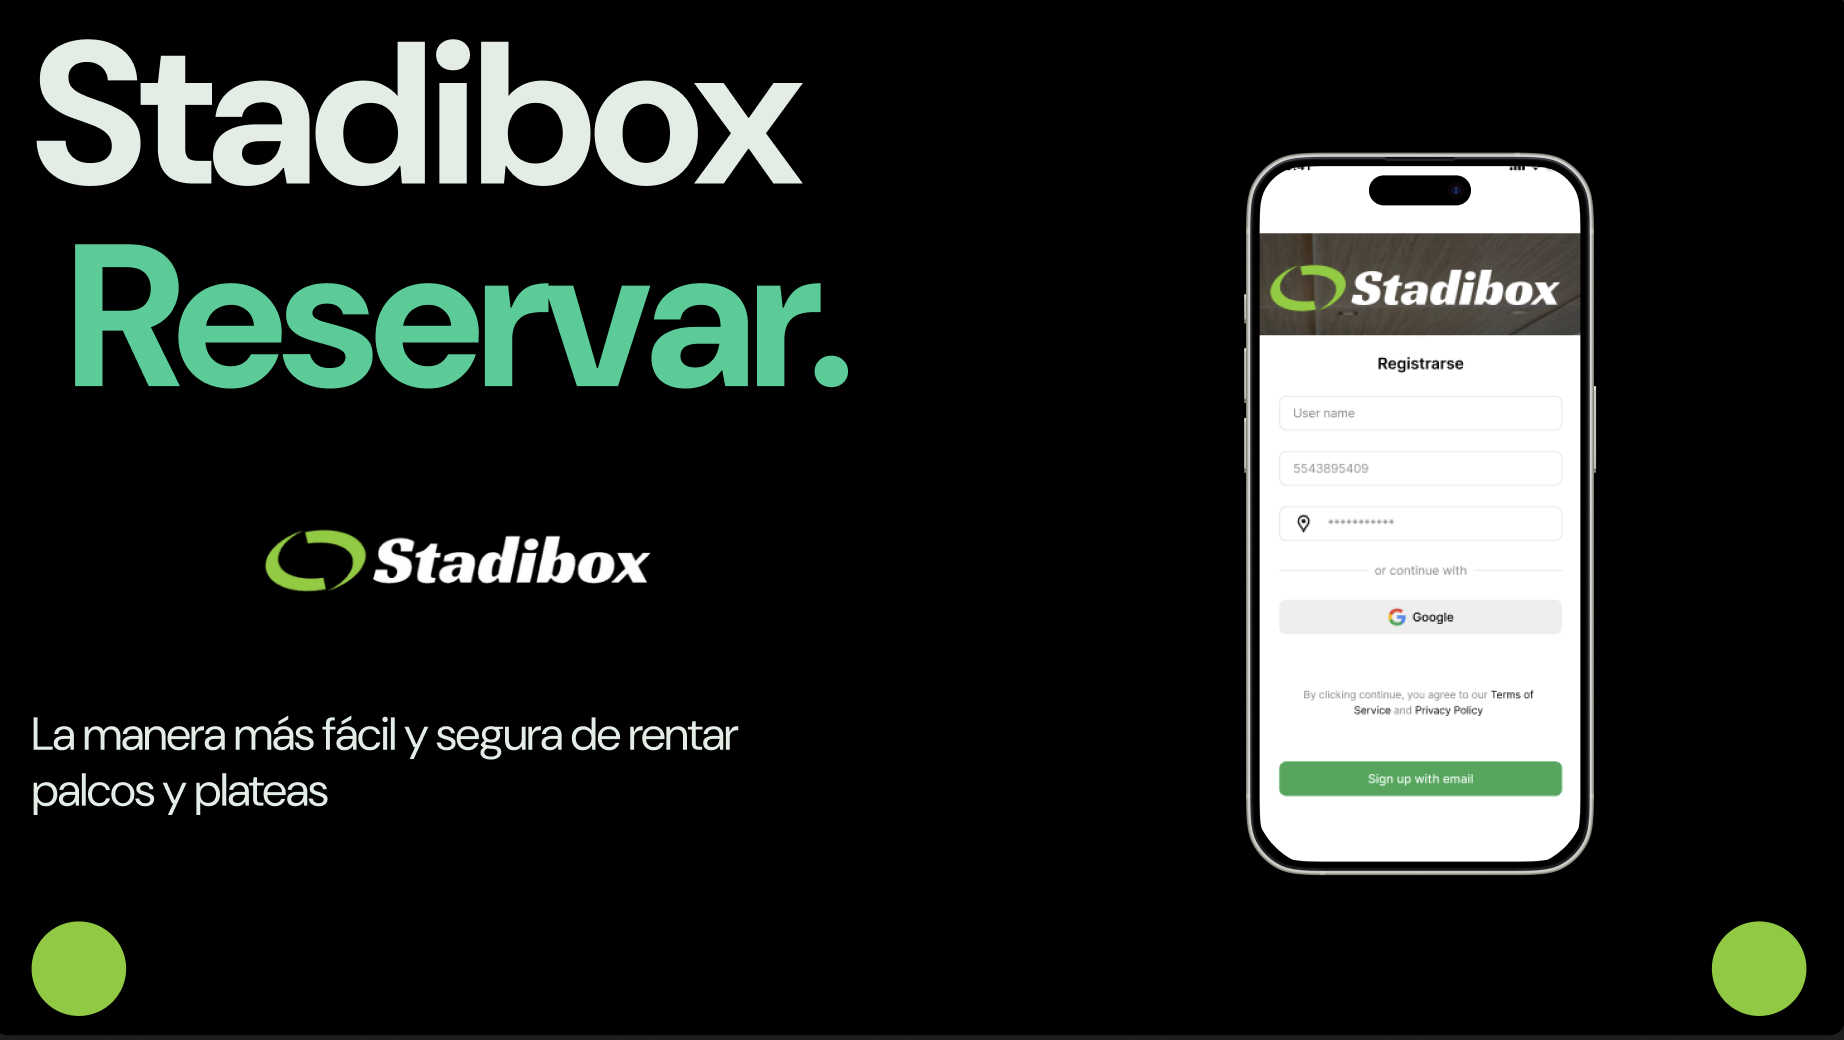 Stadibox
Reservar.
Stadibox
La manera más fácil y segura de rentar
palcos y plateas
Stadibox
Registrarse
User name
5543895409
***********
or continue with
Google
By clicking continue, you agree to our Terms of
Service and Privacy Policy
Sign up with email